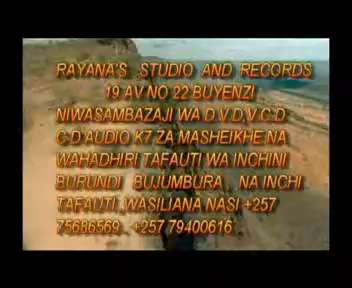 RAYANA'S STUDIO AND RECORDS
19 AV NO 22 BUYENZI
NIWASAMBAZAJI WA D.V.D,V.C.D
C.D AUDIO K7 ZA MASHEIKHE NA
WAHADHIRI TAFAUTI WA INCHINI
BURUNDI BUJUMBURA NA INCHI
TAFAUTI ,WASILIANA NASI +257
75686569 . +257 79400616